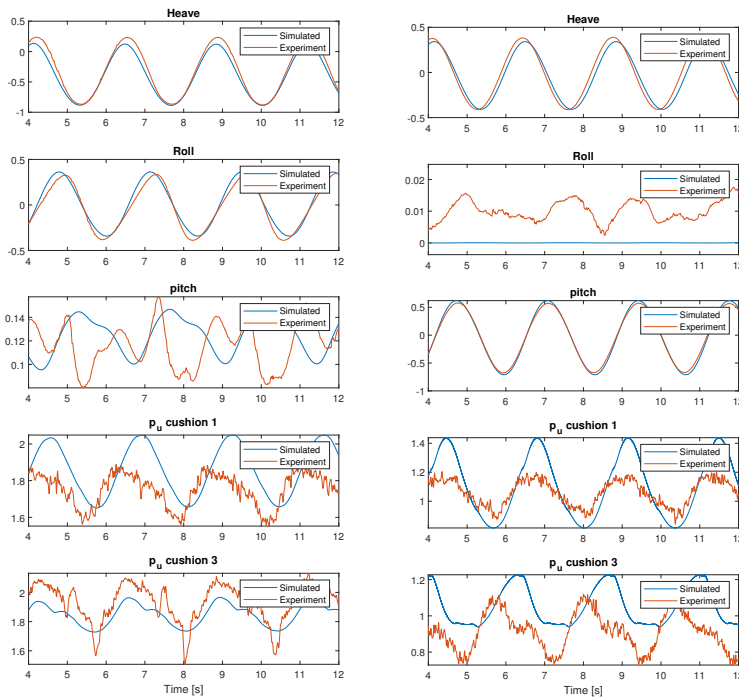 Heave
0.5
0
-0.5
-1
Simulated
Experiment
4 5 6 7 8 9 10 11 12
Roll
0.5
0
-0.5
Simulated
Experiment
4 5 6 7 8 9 10 11 12
pitch
0.14
0.12
0.1
Simulated
Experiment
4 5 6 7 8 9 10 11 12
p_u cushion 1
2
1.8
1.6
Simulated
Experiment
4 5 6 7 8 9 10 11 12
p_u cushion 3
2
1.8
1.6
Simulated
Experiment
4 5 6 7 8 9 10 11 12
Time [s]
Heave
0.5
0
-0.5
Simulated
Experiment
4 5 6 7 8 9 10 11 12
Roll
0.02
0.01
0
Simulated
Experiment
4 5 6 7 8 9 10 11 12
pitch
0.5
0
-0.5
-1
Simulated
Experiment
4 5 6 7 8 9 10 11 12
p_u cushion 1
1.4
1.2
1
Simulated
Experiment
4 5 6 7 8 9 10 11 12
p_u cushion 3
1.2
1
0.8
Simulated
Experiment
4 5 6 7 8 9 10 11 12
Time [s]